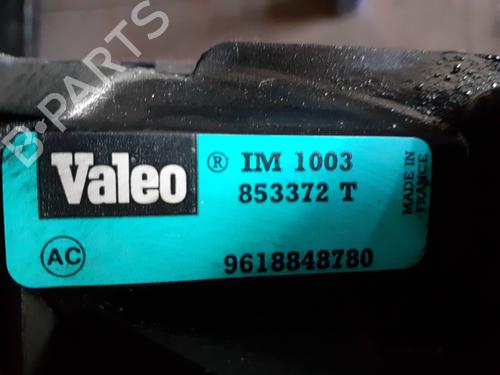 B-PARTS
Valeo ® IM 1003
853372 T
MADE IN
FRANCE
AC
9618848780